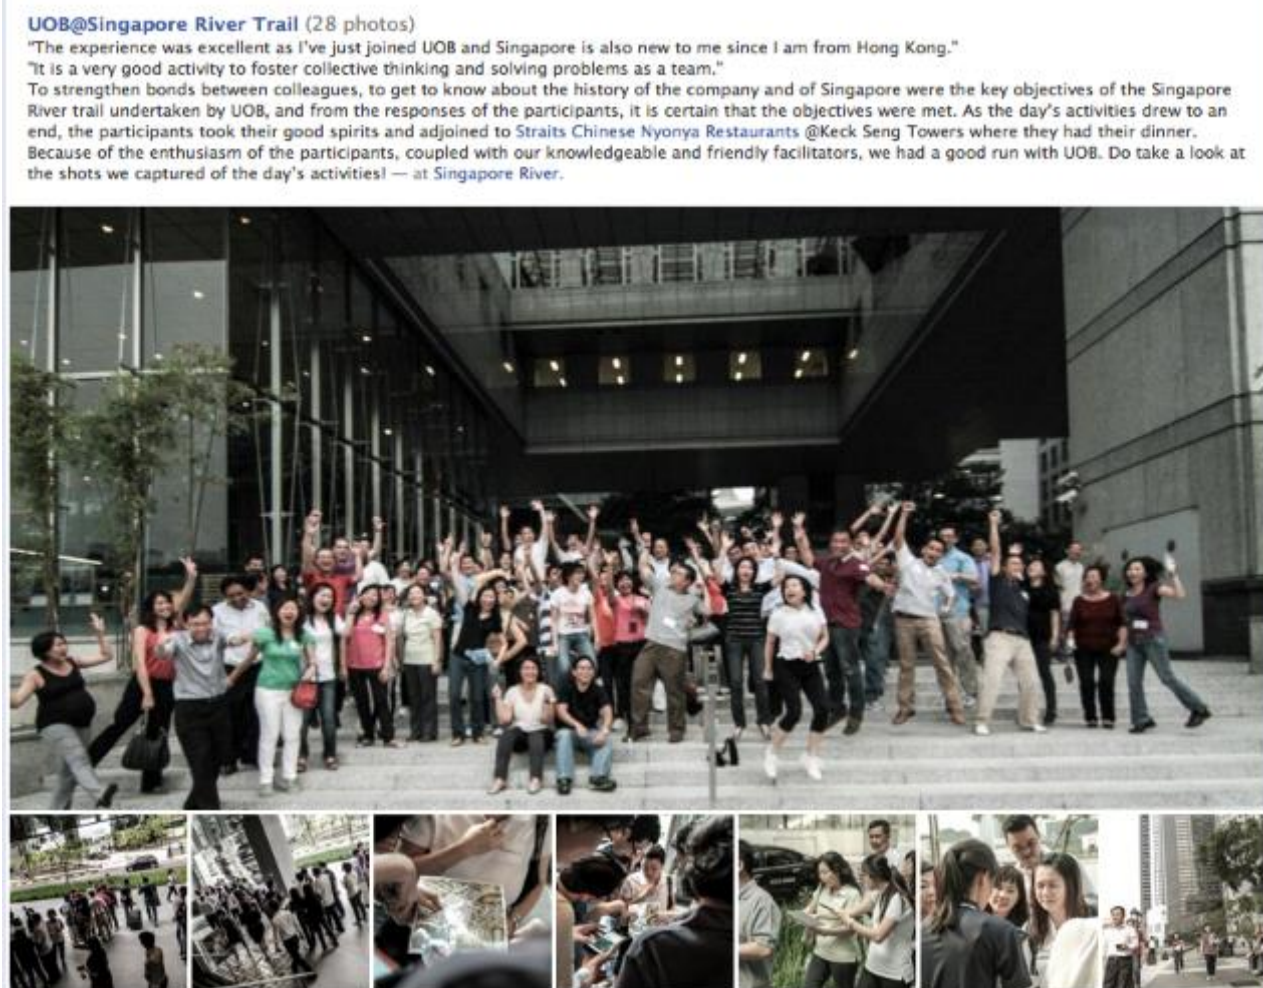 UOB@Singapore River Trail (28 photos)
"The experience was excellent as I've just joined UOB and Singapore is also new to me since I am from Hong Kong."
"It is a very good activity to foster collective thinking and solving problems as a team."
To strengthen bonds between colleagues, to get to know about the history of the company and of Singapore were the key objectives of the Singapore
River trail undertaken by UOB, and from the responses of the participants, it is certain that the objectives were met. As the day's activities drew to an
end, the participants took their good spirits and adjoined to Straits Chinese Nyonya Restaurants @Keck Seng Towers where they had their dinner.
Because of the enthusiasm of the participants, coupled with our knowledgeable and friendly facilitators, we had a good run with UOB. Do take a look at
the shots we captured of the day's activities! — at Singapore River.